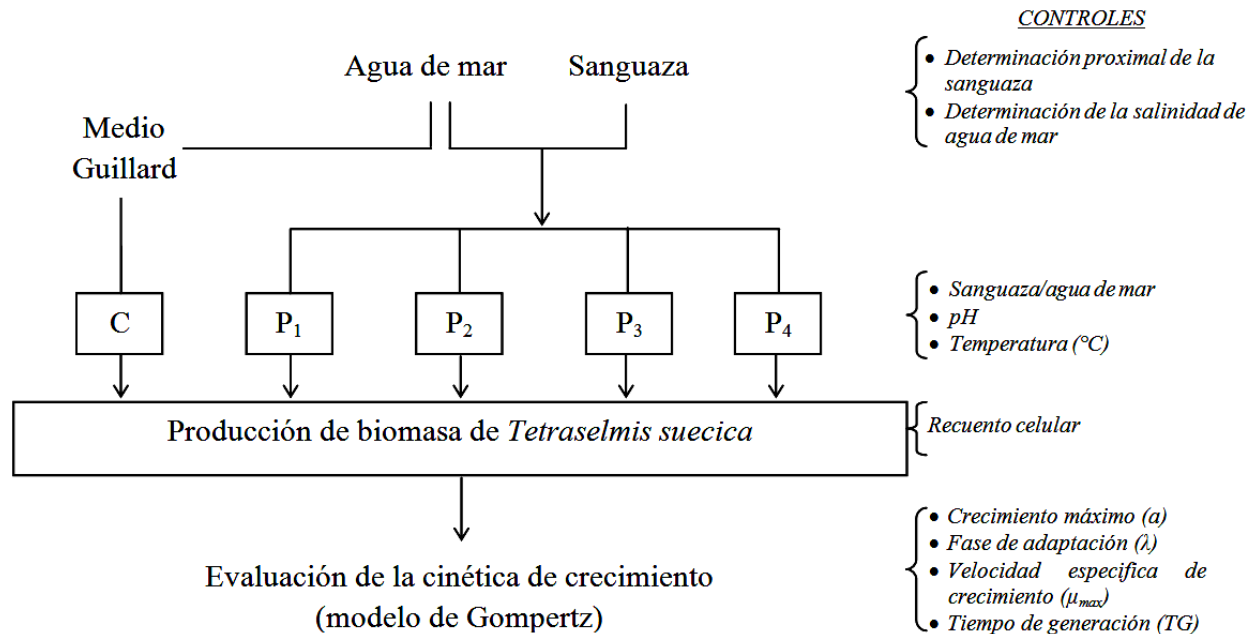 CONTROLES
Agua de mar
Sanguaza
• Determinación proximal de la
sanguaza
• Determinación de la salinidad de
agua de mar
Medio
Guillard
C
P₁
P₂
P₃
P₄
• Sanguaza/agua de mar
• pH
• Temperatura (°C)
Producción de biomasa de Tetraselmis suecica
Recuento celular
Evaluación de la cinética de crecimiento
(modelo de Gompertz)
• Crecimiento máximo (a)
• Fase de adaptación (λ)
• Velocidad especifica de
crecimiento (μmax)
• Tiempo de generación (TG)